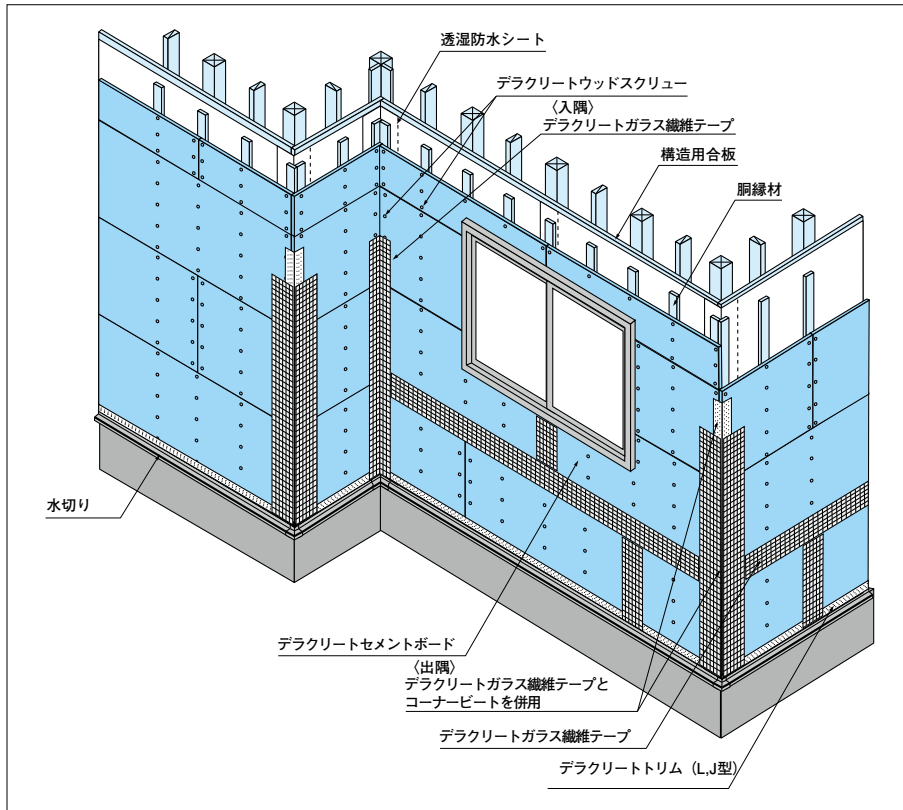 透湿防水シート
デラクリートウッドスクリュー
〈入隅〉
デラクリートガラス繊維テープ
構造用合板
胴縁材
水切り
デラクリートセメントボード
〈出隅〉
デラクリートガラス繊維テープと
コーナービートを併用
デラクリートガラス繊維テープ
デラクリートトリム（L,J型）